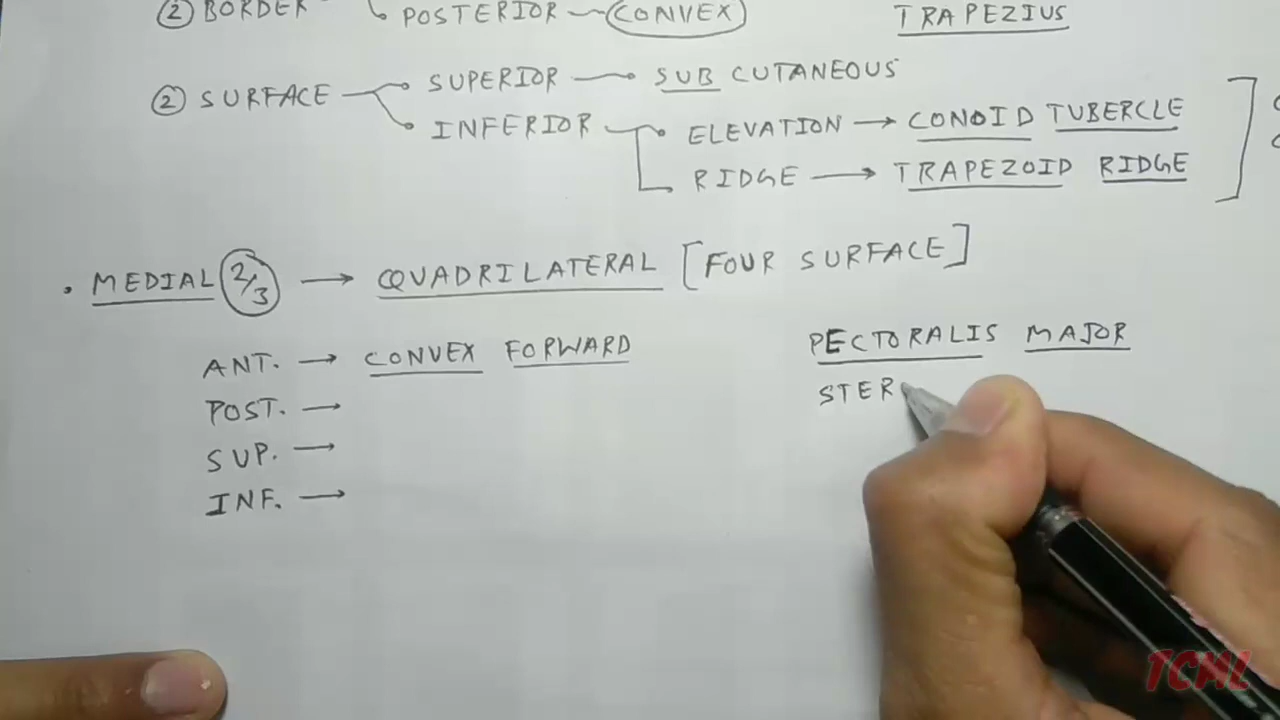 ② BORDER POSTERIOR CONVEX TRAPEZIUS
② SURFACE SUPERIOR SUB CUTANEOUS
INFERIOR ELEVATION → CONOID TUBERCLE
RIDGE → TRAPEZOID RIDGE
. MEDIAL 2/3 → QUADRILATERAL [FOUR SURFACE]
ANT. → CONVEX FORWARD PECTORALIS MAJOR
POST. → STER
SUP. →
INF. →
TCML